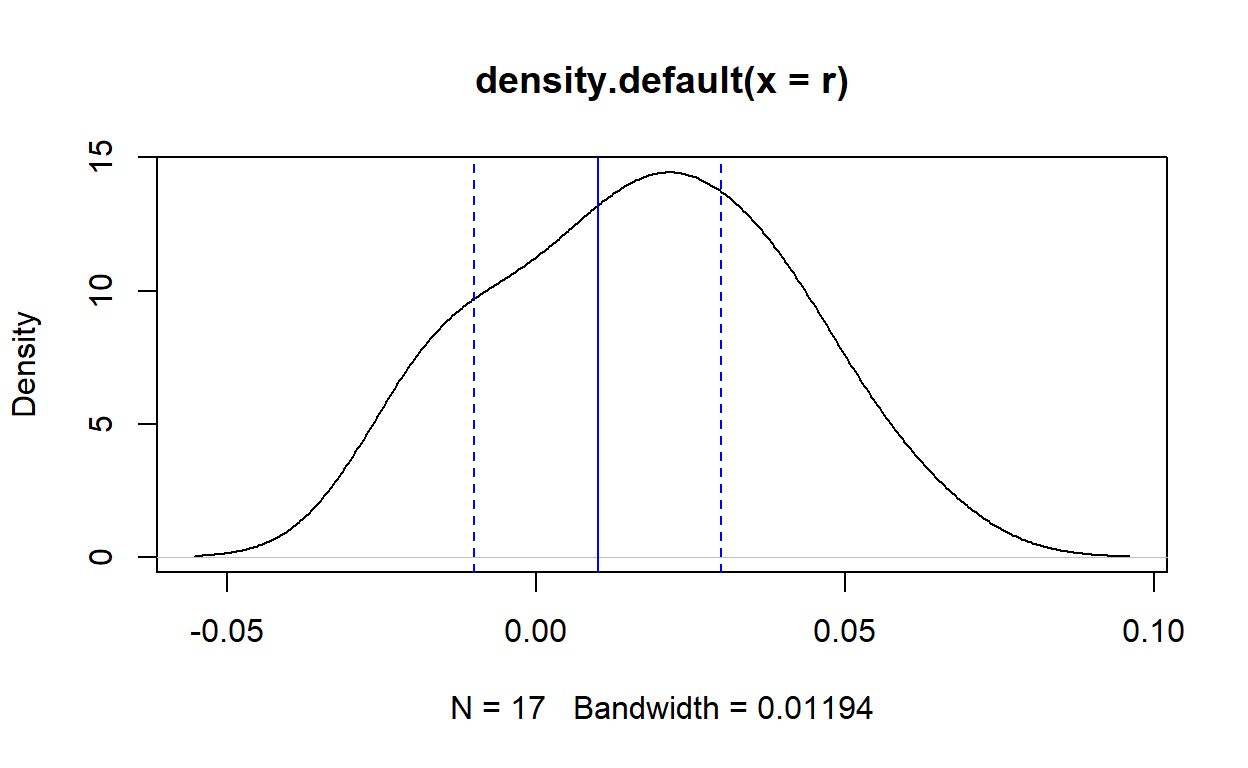 density.default(x = r)
15
10
5
0
Density
-0.05 0.00 0.05 0.10
N = 17 Bandwidth = 0.01194